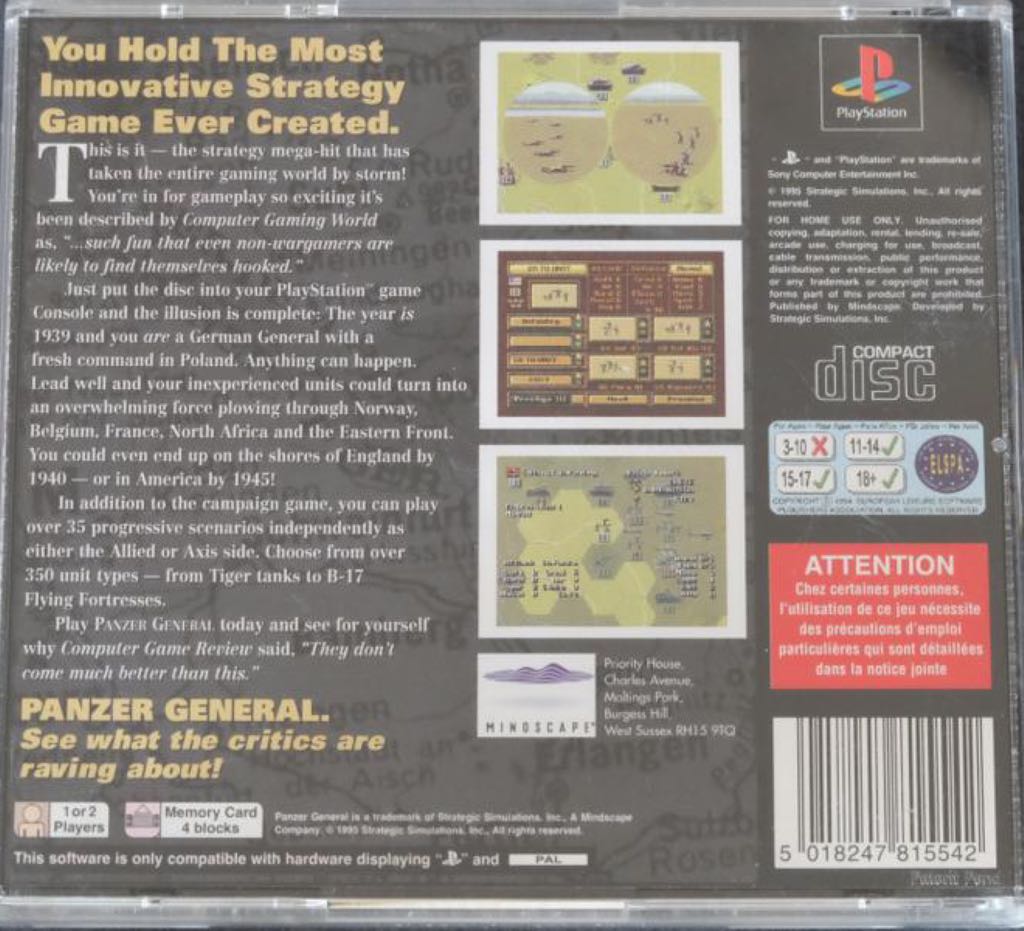 You Hold The Most
Innovative Strategy
Game Ever Created.
This is it — the strategy mega-hit that has
taken the entire gaming world by storm!
You're in for gameplay so exciting it's
been described by Computer Gaming World
as, "...such fun that even non-wargamers are
likely to find themselves hooked."
Just put the disc into your PlayStation game
Console and the illusion is complete: The year is
1939 and you are a German General with a
fresh command in Poland. Anything can happen.
Lead well and your inexperienced units could turn into
an overwhelming force plowing through Norway,
Belgium, France, North Africa and the Eastern Front.
You could even end up on the shores of England by
1940 — or in America by 1945!
In addition to the campaign game, you can play
over 35 progressive scenarios independently as
either the Allied or Axis side. Choose from over
350 unit types — from Tiger tanks to B-17
Flying Fortresses.
Play PANZER GENERAL today and see for yourself
why Computer Game Review said, "They don't
come much better than this."
PANZER GENERAL.
See what the critics are
raving about!
1 or 2
Players
Memory Card
4 blocks
Panzer General is a trademark of Strategic Simulations, Inc., A Mindscape
Company. © 1995 Strategic Simulations, Inc., All rights reserved.
This software is only compatible with hardware displaying " " and PAL
MINDSCAPE
Priority House,
Charles Avenue,
Maltings Park,
Burgess Hill,
West Sussex RH15 9TQ
PlayStation
" " and "PlayStation" are trademarks of
Sony Computer Entertainment Inc.
© 1995 Strategic Simulations, Inc., All rights
reserved.
FOR HOME USE ONLY. Unauthorised
copying, adaptation, rental, lending, re-sale,
arcade use, charging for use, broadcast,
cable transmission, public performance,
distribution or extraction of this product
or any trademark or copyright work that
forms part of this product are prohibited.
Published by Mindscape. Developed by
Strategic Simulations, Inc.
COMPACT
disc
3-10 11-14
15-17 18+
ELSPA
COPYRIGHT © 1994 EUROPEAN LEISURE SOFTWARE
PUBLISHERS ASSOCIATION. ALL RIGHTS RESERVED
ATTENTION
Chez certaines personnes,
l'utilisation de ce jeu nécessite
des précautions d'emploi
particulières qui sont détaillées
dans la notice jointe
5 018247 815542